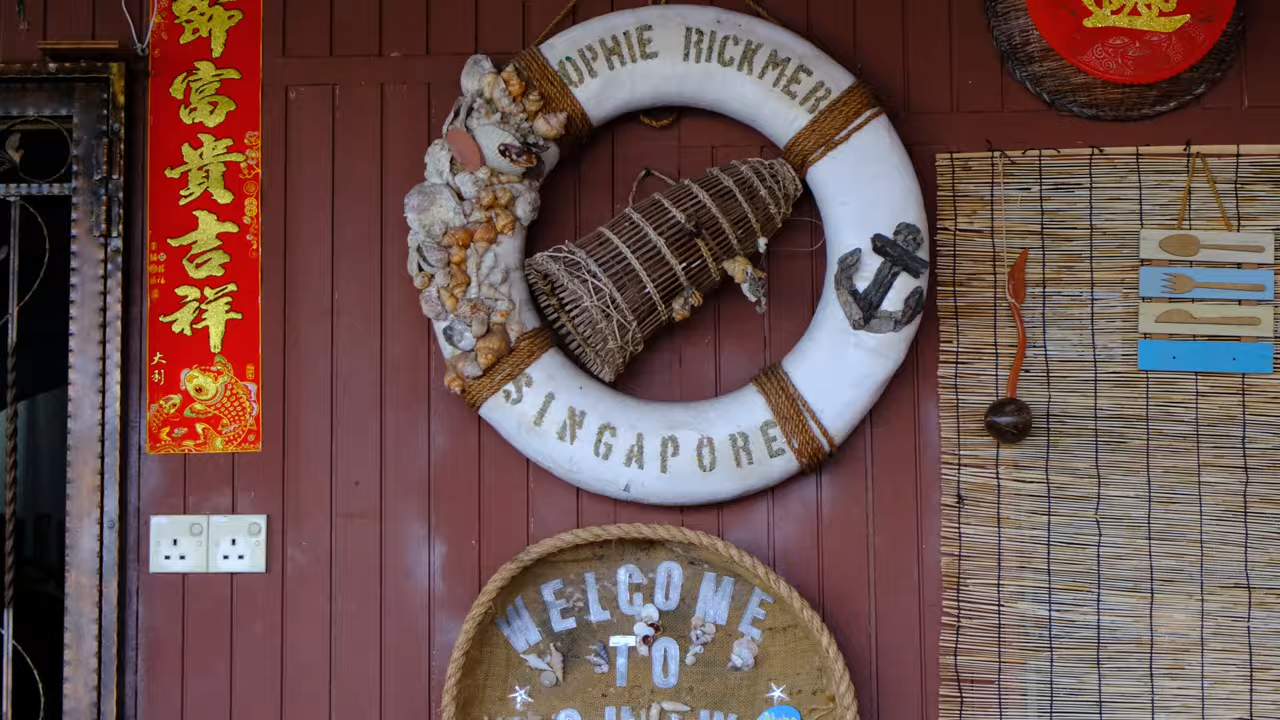 富貴吉祥
大利
OPHIE RICKMER
SINGAPORE
WELCOME
TO